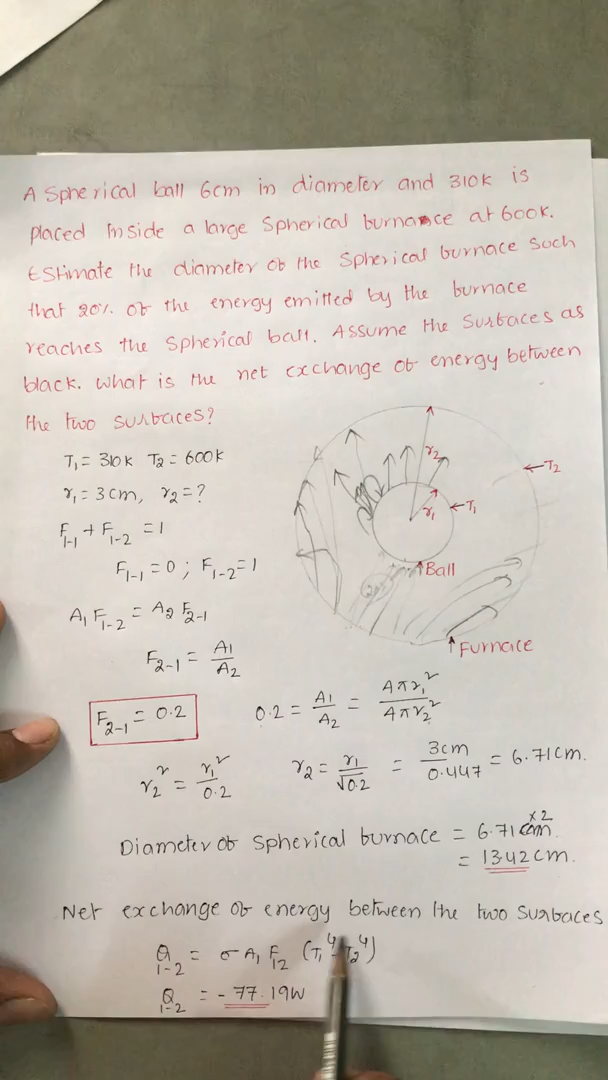 A Spherical ball 6cm in diameter and 310K is
placed inside a large Spherical burnance at 600K.
Estimate the diameter of the Spherical burnace such
that 20% of the energy emitted by the burnace
reaches the spherical ball. Assume the surbaces as
black. What is the net exchange of energy between
the two surbaces?
T₁ = 310K T₂ = 600K
r₁ = 3cm, r₂ = ?
F₁₋₁ + F₁₋₂ = 1
F₁₋₁ = 0 ; F₁₋₂ = 1
A₁ F₁₋₂ = A₂ F₂₋₁
F₂₋₁ = A₁/A₂
r₂
←T₂
r₁
←T₁
Ball
Furnace
F₂₋₁ = 0.2
0.2 = A₁/A₂ = 4πr₁²/4πr₂²
r₂² = r₁²/0.2
r₂ = r₁/√0.2 = 3cm/0.447 = 6.71cm.
Diameter of Spherical burnace = 6.71cm × 2
= 13.42cm.
Net exchange of energy between the two surbaces
Q₁₋₂ = σ A₁ F₁₂ (T₁⁴ - T₂⁴)
Q₁₋₂ = -77.19W